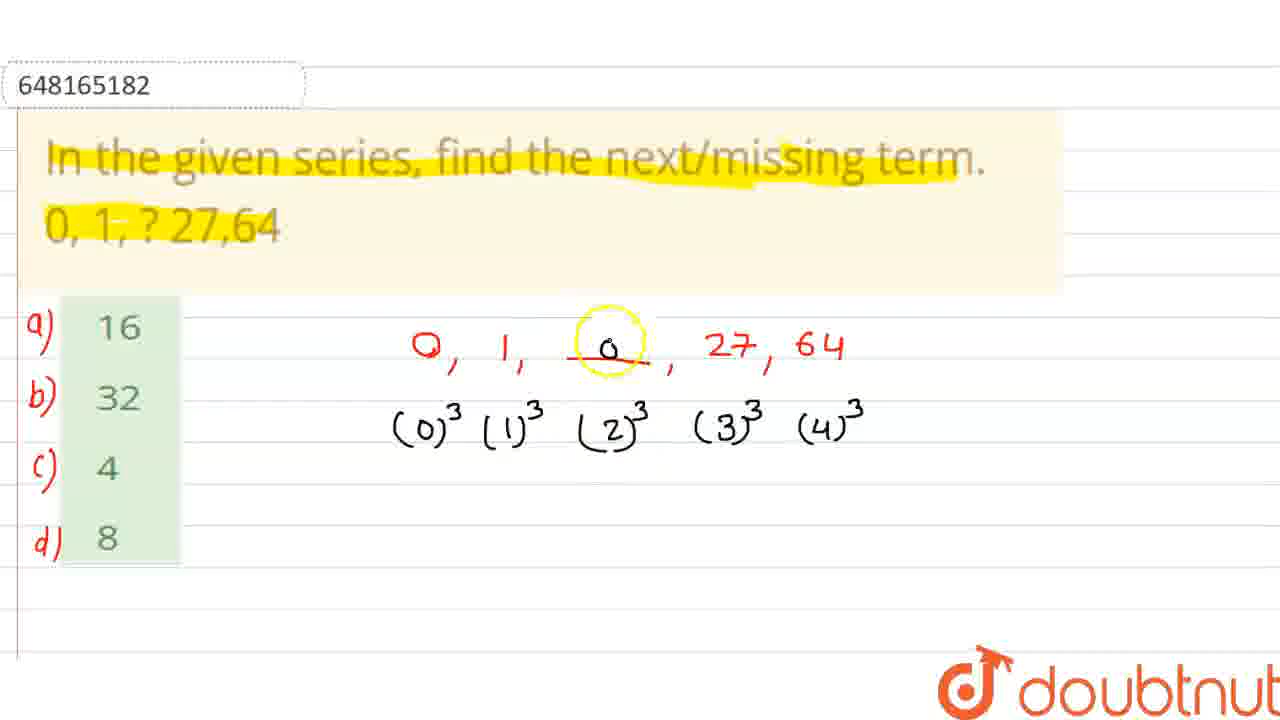 648165182
In the given series, find the next/missing term.
0, 1, ? 27,64
a) 16
b) 32
c) 4
d) 8
0, 1, 0, 27, 64
(0)³ (1)³ (2)³ (3)³ (4)³
doubtnut